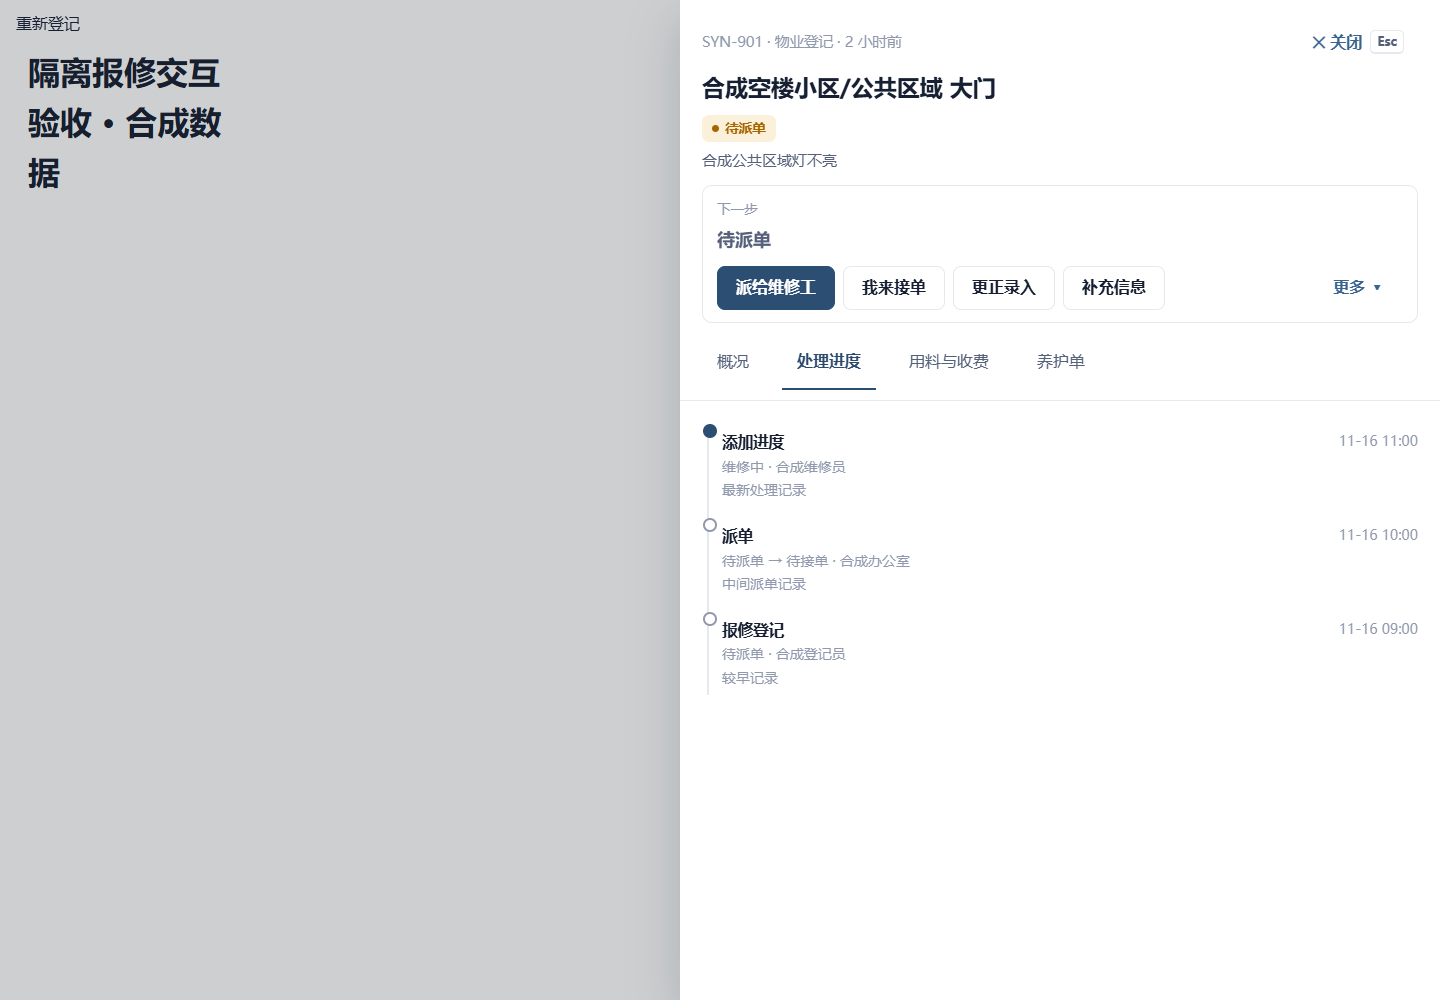 重新登记
隔离报修交互
验收·合成数
据
SYN-901 · 物业登记 · 2 小时前
× 关闭 Esc
合成空楼小区/公共区域 大门
待派单
合成公共区域灯不亮
下一步
待派单
派给维修工 我来接单 更正录入 补充信息 更多
概况 处理进度 用料与收费 养护单
添加进度 11-16 11:00
维修中 · 合成维修员
最新处理记录
派单 11-16 10:00
待派单 → 待接单 · 合成办公室
中间派单记录
报修登记 11-16 09:00
待派单 · 合成登记员
较早记录